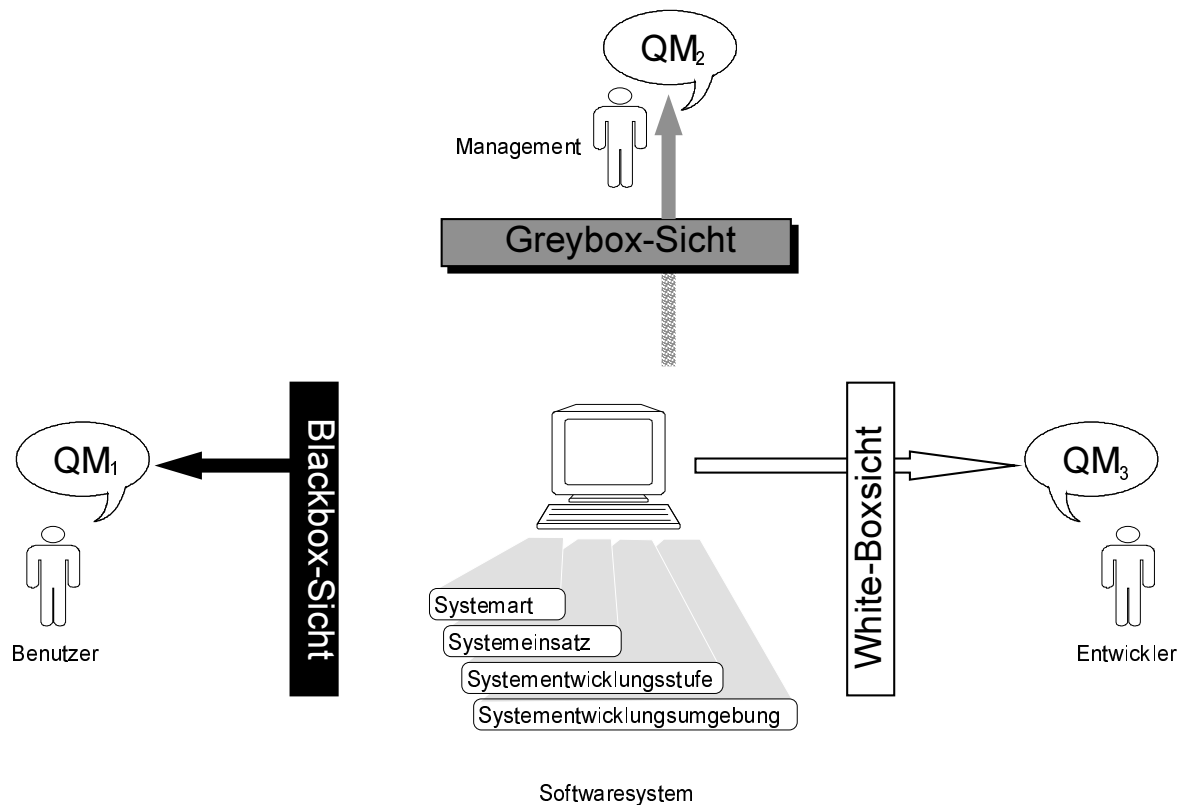 QM2
Management
Greybox-Sicht
QM1
Blackbox-Sicht
Benutzer
White-Boxsicht
QM3
Entwickler
Systemart
Systemeinsatz
Systementwicklungsstufe
Systementwicklungsumgebung
Softwaresystem